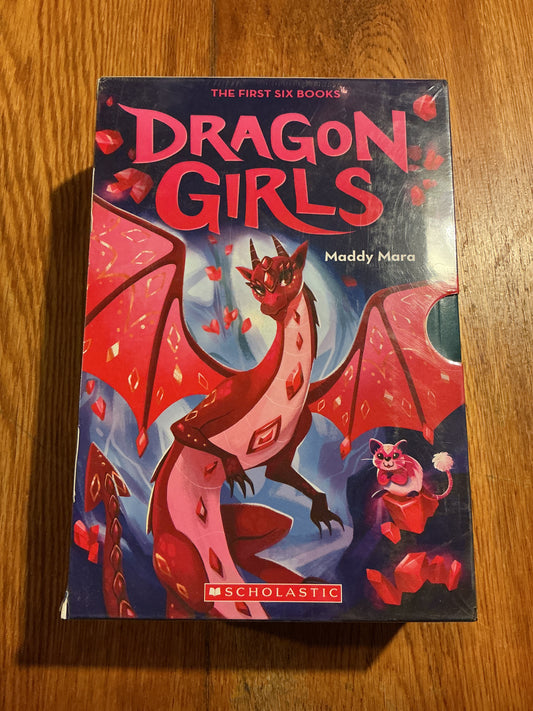 THE FIRST SIX BOOKS
DRAGON
GIRLS
Maddy Mara
SCHOLASTIC